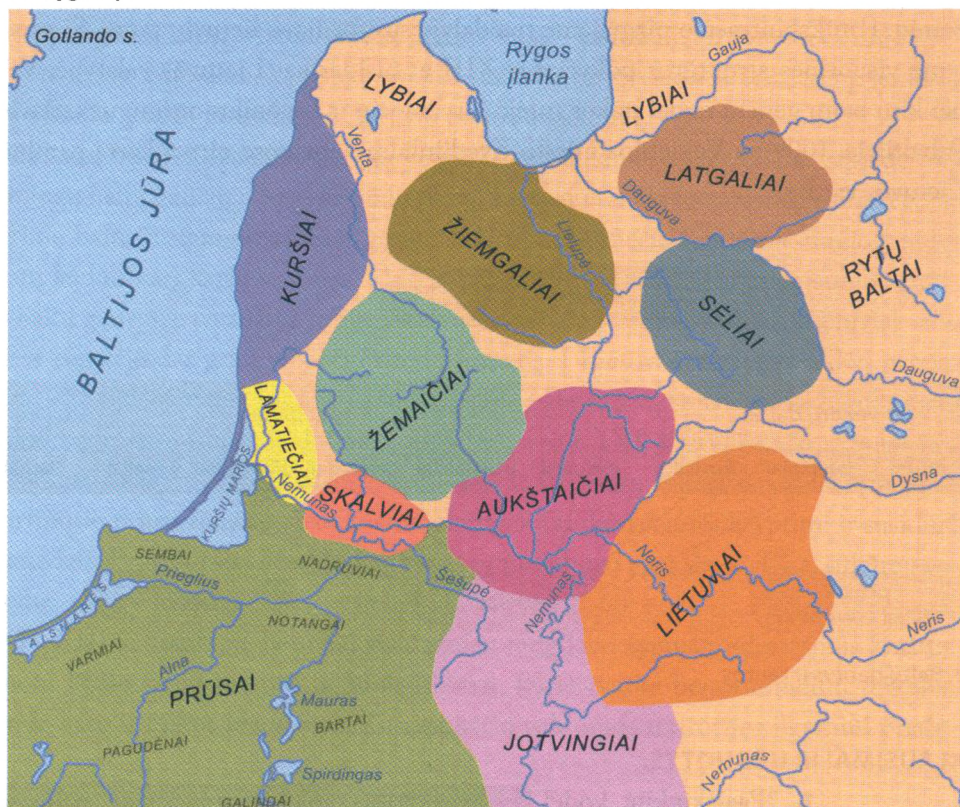 Gotlando s.
Rygos
įlanka
Gauja
LYBIAI
LYBIAI
Venta
LATGALIAI
BALTIJOS JŪRA
KURŠIAI
ŽIEMGALIAI
Lielupė
Dauguva
RYTŲ
BALTAI
SĖLIAI
Dauguva
ŽEMAIČIAI
LAMATIEČIAI
KURŠIŲ MARIOS
Nemunas
SKALVIAI
AUKŠTAIČIAI
Dysna
SEMBAI
Prieglius
NADRUVIAI
Šešupė
Nemunas
Neris
LIETUVIAI
Neris
AISMARĖS
NOTANGAI
VARMIAI
Alna
PRŪSAI
Mauras
BARTAI
PAGUDĖNAI
JOTVINGIAI
Nemunas
Spirdingas
GALINDAI